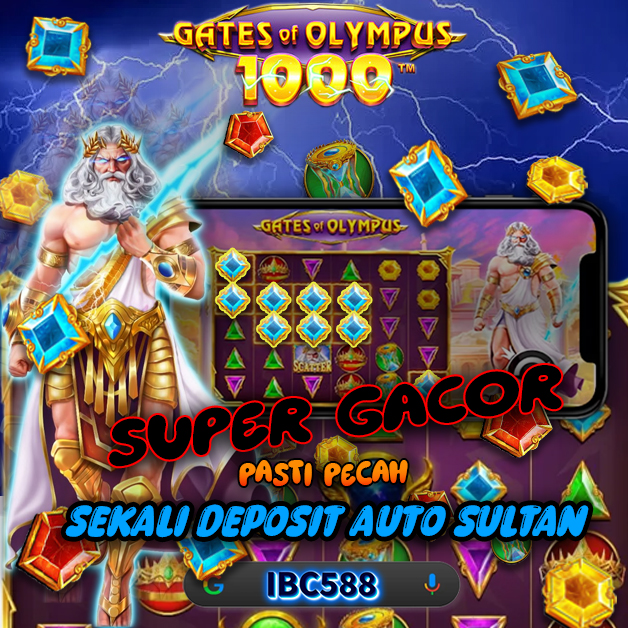 GATES of OLYMPUS
1000™
GATES of OLYMPUS
SCATTER
SUPER GACOR
PASTI PECAH
SEKALI DEPOSIT AUTO SULTAN
IBC588